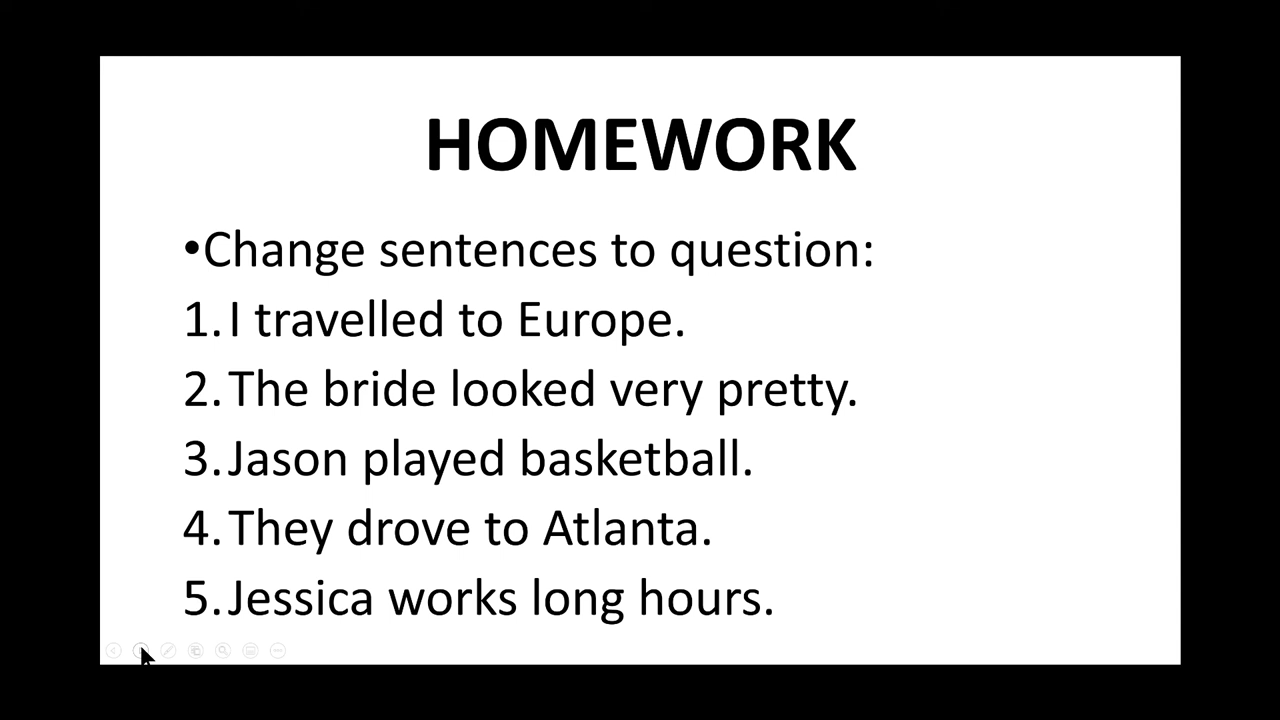 HOMEWORK
•Change sentences to question:
1. I travelled to Europe.
2. The bride looked very pretty.
3. Jason played basketball.
4. They drove to Atlanta.
5. Jessica works long hours.